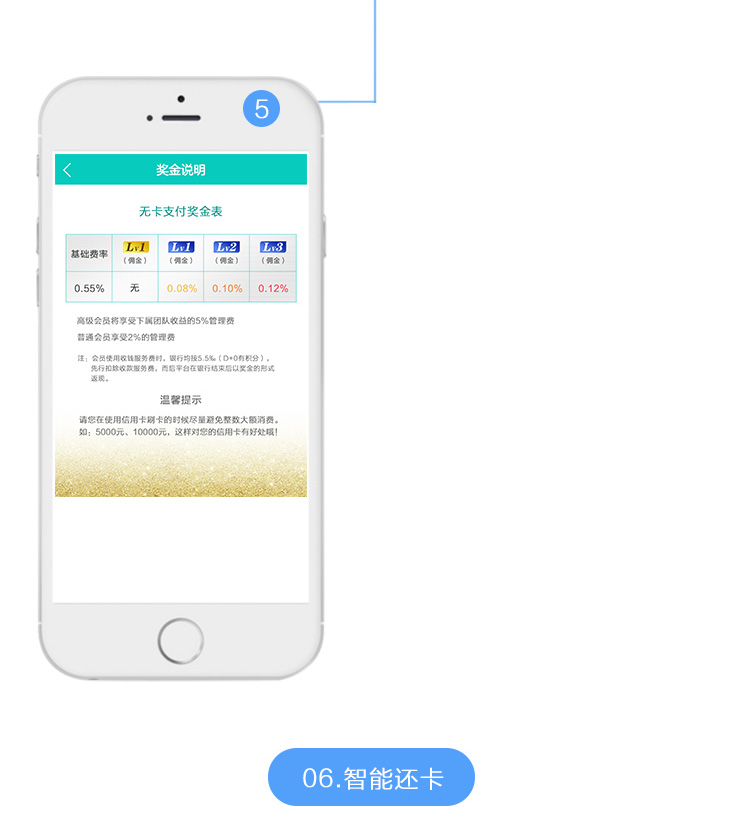 5
奖金说明
无卡支付奖金表
基础费率 Lv1 (佣金) Lv1 (佣金) Lv2 (佣金) Lv3 (佣金)
0.55% 无 0.08% 0.10% 0.12%
高级会员将享受下属团队收益的5%管理费
普通会员享受2%的管理费
注：会员使用收钱服务费时，银行均按5.5‰（D+0有积分），
先行扣除收款服务费，而后平台在银行结束后以奖金的形式
返现。
温馨提示
请您在使用信用卡刷卡的时候尽量避免整数大额消费。
如：5000元、10000元，这样对您的信用卡有好处哦！
06.智能还卡